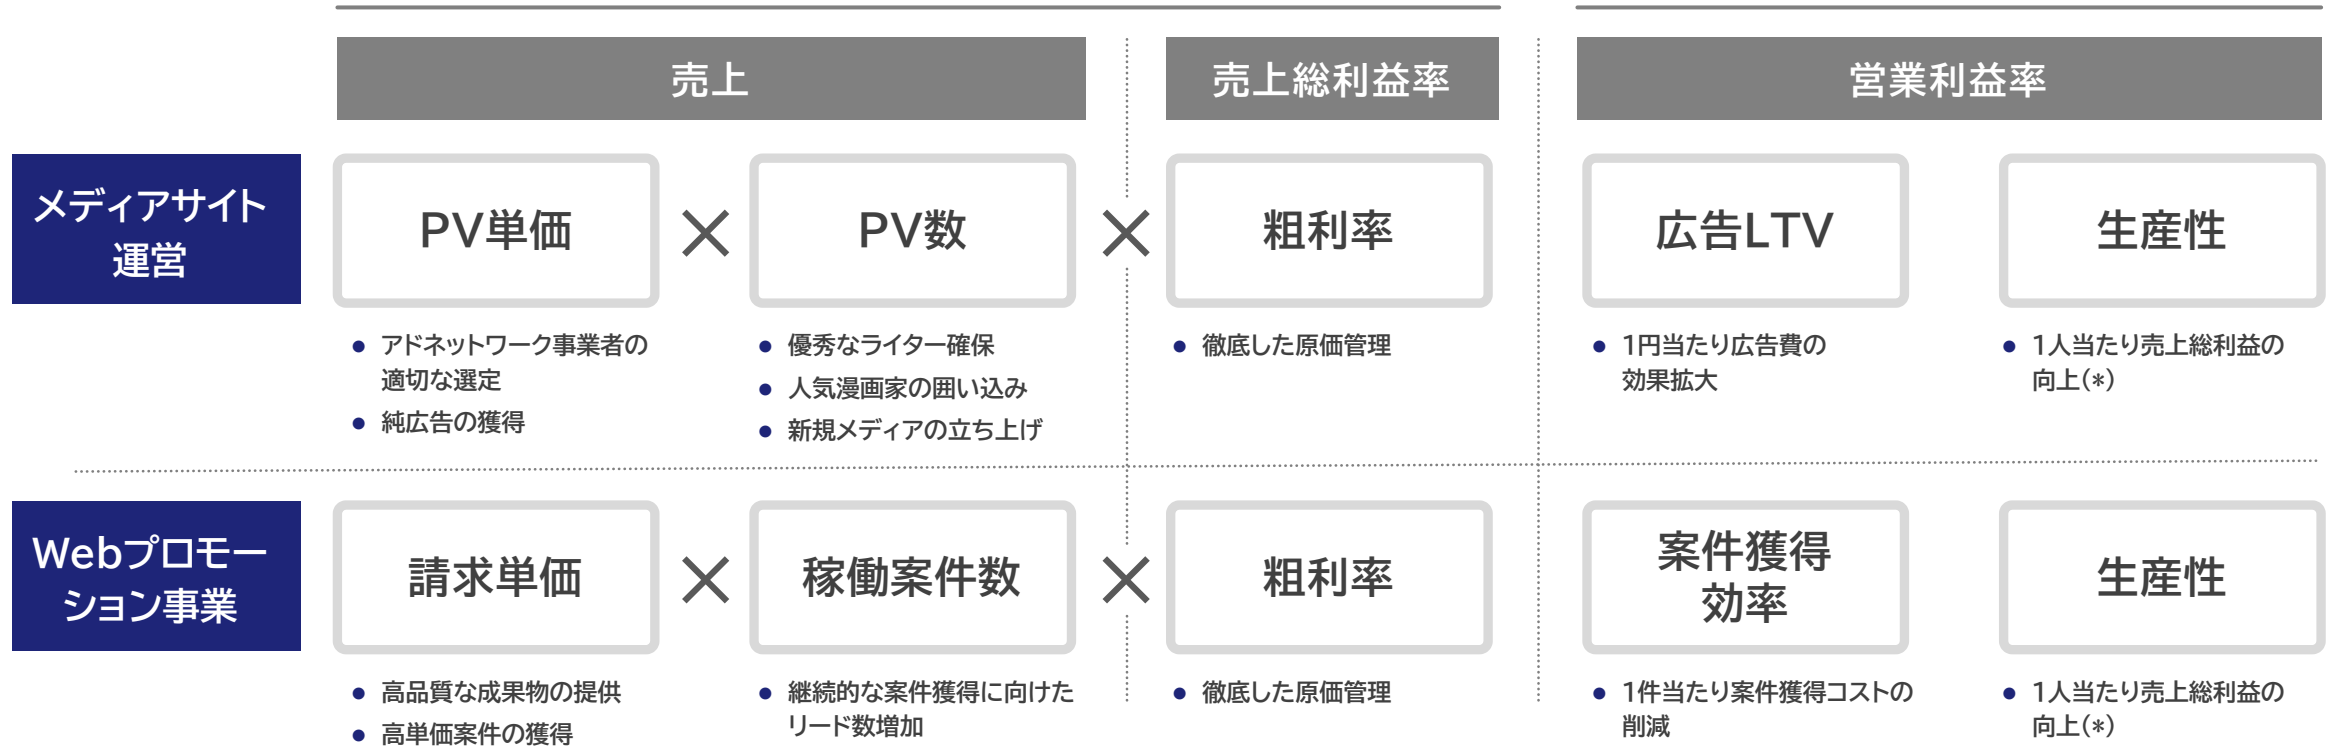 売上
売上総利益率
営業利益率
メディアサイト
運営
PV単価
×
PV数
×
粗利率
広告LTV
生産性
● アドネットワーク事業者の
適切な選定
● 純広告の獲得
● 優秀なライター確保
● 人気漫画家の囲い込み
● 新規メディアの立ち上げ
● 徹底した原価管理
● 1円当たり広告費の
効果拡大
● 1人当たり売上総利益の
向上(*)
Webプロモー
ション事業
請求単価
×
稼働案件数
×
粗利率
案件獲得
効率
生産性
● 高品質な成果物の提供
● 高単価案件の獲得
● 継続的な案件獲得に向けた
リード数増加
● 徹底した原価管理
● 1件当たり案件獲得コストの
削減
● 1人当たり売上総利益の
向上(*)